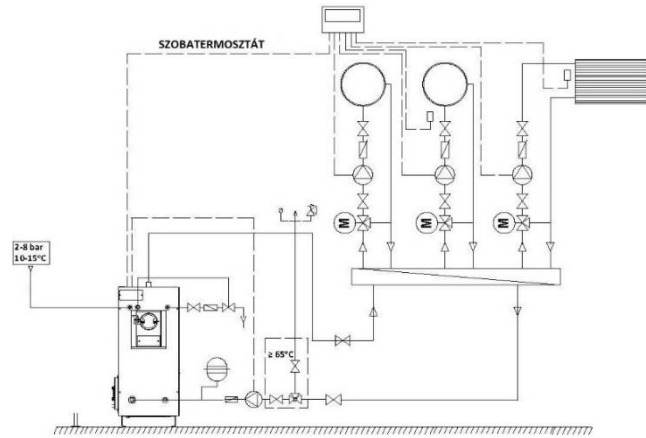 SZOBATERMOSZTÁT
M
M
M
2-8 bar
10-15°C
≥ 65°C